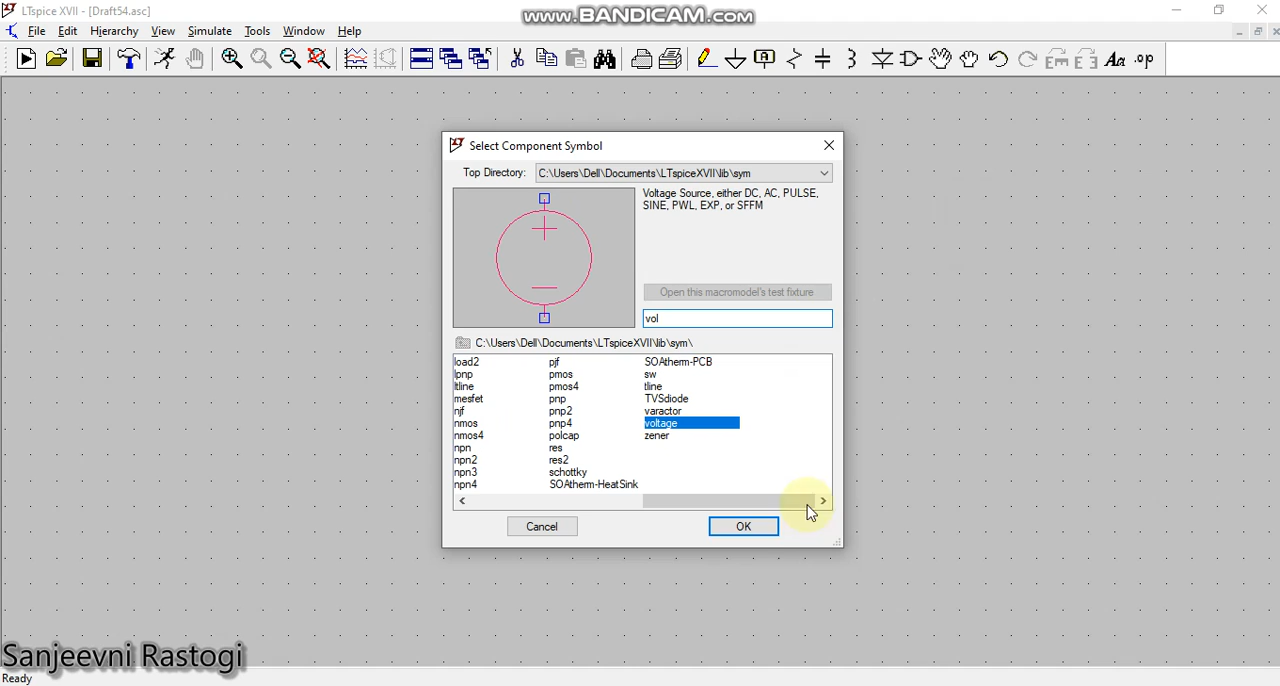 LTspice XVII - [Draft54.asc]
www.BANDICAM.com
File Edit Hierarchy View Simulate Tools Window Help
A Aa .op
Select Component Symbol
Top Directory: C:\Users\Dell\Documents\LTspiceXVII\lib\sym
Voltage Source, either DC, AC, PULSE,
SINE, PWL, EXP, or SFFM
Open this macromodel's test fixture
vol
C:\Users\Dell\Documents\LTspiceXVII\lib\sym\
load2 pjf SOAtherm-PCB
lpnp pmos sw
ltline pmos4 tline
mesfet pnp TVSdiode
njf pnp2 varactor
nmos pnp4 voltage
nmos4 polcap zener
npn res
npn2 res2
npn3 schottky
npn4 SOAtherm-HeatSink
Cancel OK
Sanjeevni Rastogi
Ready